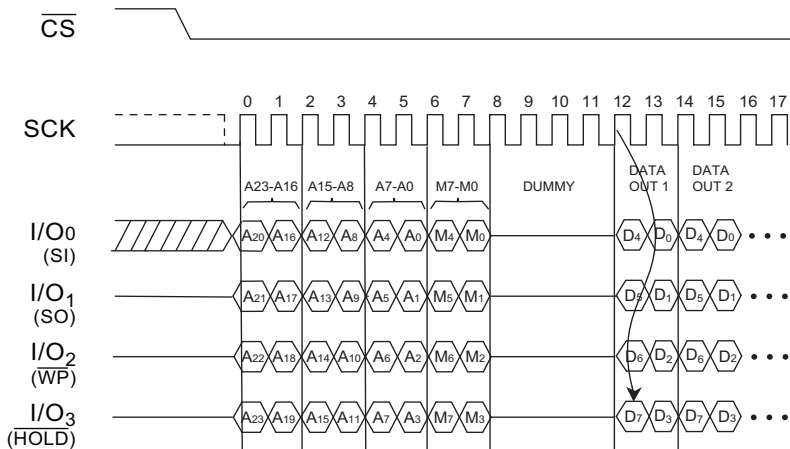 CS
0 1 2 3 4 5 6 7 8 9 10 11 12 13 14 15 16 17
SCK
A23-A16 A15-A8 A7-A0 M7-M0 DUMMY DATA OUT 1 DATA OUT 2
I/O0 A20 A16 A12 A8 A4 A0 M4 M0 D4 D0 D4 D0 • • •
(SI)
I/O1 A21 A17 A13 A9 A5 A1 M5 M1 D5 D1 D5 D1 • • •
(SO)
I/O2 A22 A18 A14 A10 A6 A2 M6 M2 D6 D2 D6 D2 • • •
(WP)
I/O3 A23 A19 A15 A11 A7 A3 M7 M3 D7 D3 D7 D3 • • •
(HOLD)